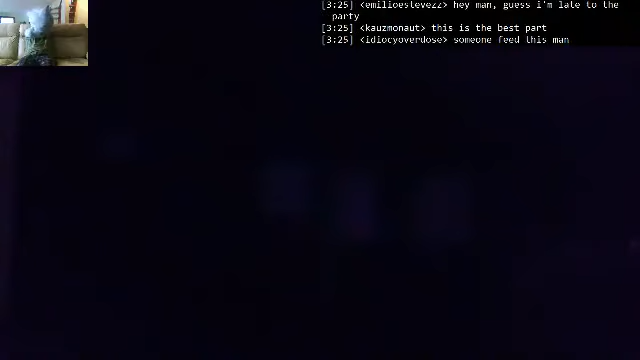 [3:25] <emilioestevezz> hey man, guess i'm late to the
party
[3:25] <kauzmonaut> this is the best part
[3:25] <idiocyoverdose> someone feed this man